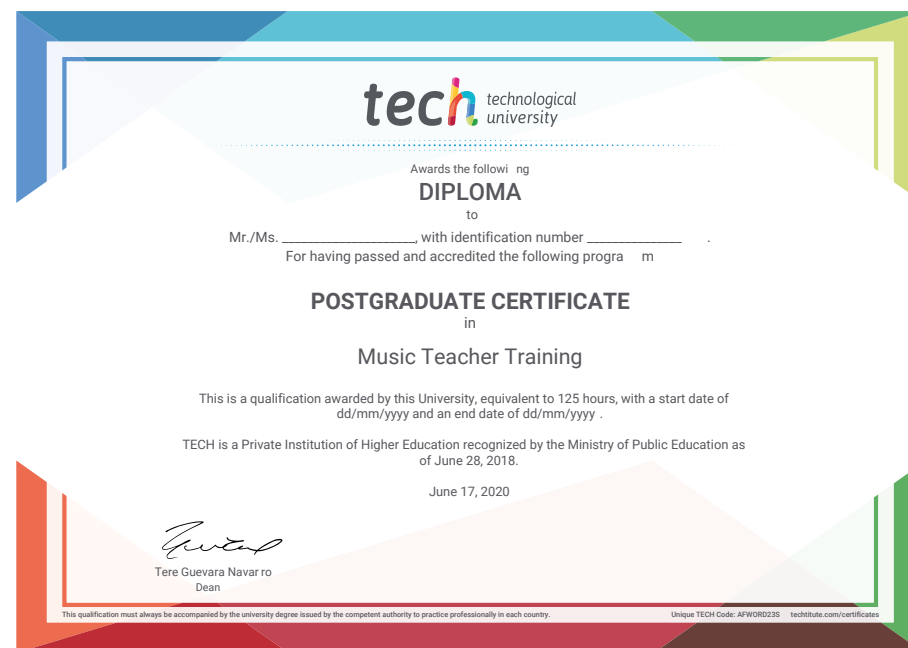 tech technological
university
Awards the followi ng
DIPLOMA
to
Mr./Ms. _____________________, with identification number _______________ .
For having passed and accredited the following progra m
POSTGRADUATE CERTIFICATE
in
Music Teacher Training
This is a qualification awarded by this University, equivalent to 125 hours, with a start date of
dd/mm/yyyy and an end date of dd/mm/yyyy .
TECH is a Private Institution of Higher Education recognized by the Ministry of Public Education as
of June 28, 2018.
June 17, 2020
Tere Guevara Navar ro
Dean
This qualification must always be accompanied by the university degree issued by the competent authority to practice professionally in each country. Unique TECH Code: AFWORD23S techtitute.com/certificates